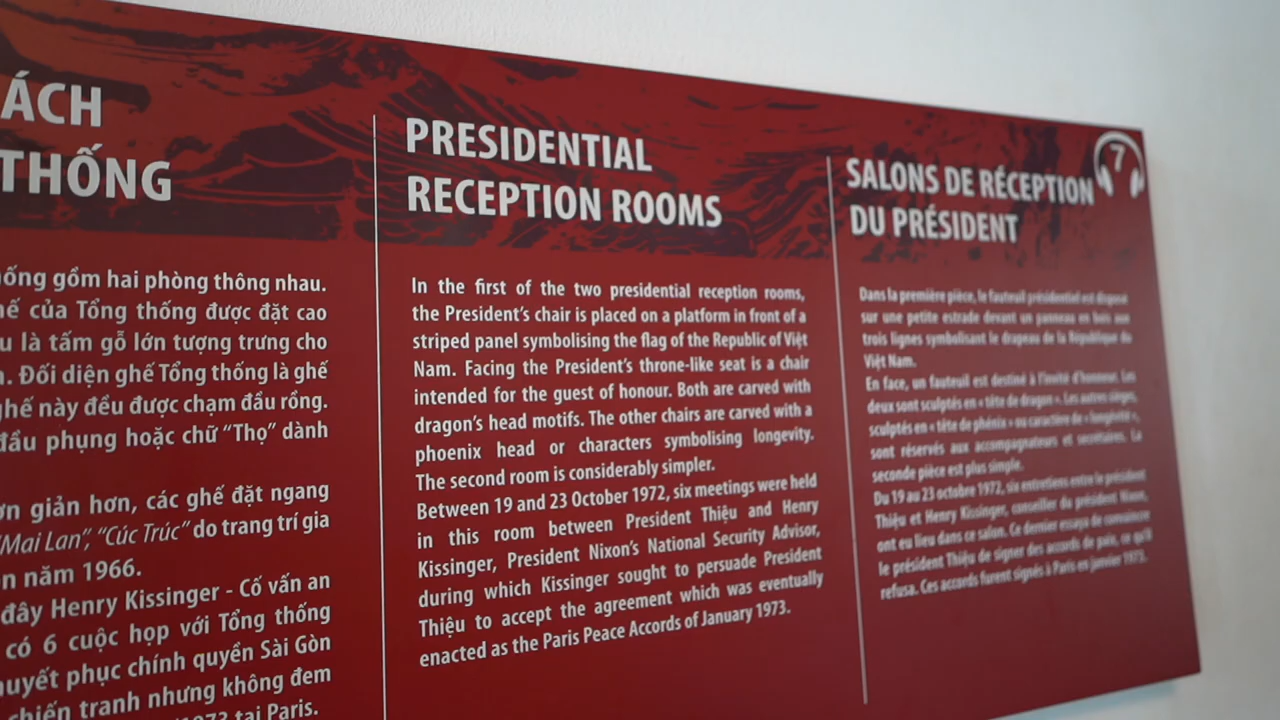 ÁCH
THỐNG
ống gồm hai phòng thông nhau.
hế của Tổng thống được đặt cao
u là tấm gỗ lớn tượng trưng cho
Đối diện ghế Tổng thống là ghế
ghế này đều được chạm đầu rồng.
đầu phụng hoặc chữ “Thọ” dành
ơn giản hơn, các ghế đặt ngang
“Mai Lan”, “Cúc Trúc” do trang trí gia
n năm 1966.
đây Henry Kissinger - Cố vấn an
có 6 cuộc họp với Tổng thống
huyết phục chính quyền Sài Gòn
chiến tranh nhưng không đem
1973 tại Paris.
PRESIDENTIAL
RECEPTION ROOMS
In the first of the two presidential reception rooms,
the President’s chair is placed on a platform in front of a
striped panel symbolising the flag of the Republic of Việt
Nam. Facing the President’s throne-like seat is a chair
intended for the guest of honour. Both are carved with
dragon’s head motifs. The other chairs are carved with a
phoenix head or characters symbolising longevity.
The second room is considerably simpler.
Between 19 and 23 October 1972, six meetings were held
in this room between President Thiệu and Henry
Kissinger, President Nixon’s National Security Advisor,
during which Kissinger sought to persuade President
Thiệu to accept the agreement which was eventually
enacted as the Paris Peace Accords of January 1973.
7
SALONS DE RÉCEPTION
DU PRÉSIDENT
Dans la première pièce, le fauteuil présidentiel est disposé
sur une petite estrade devant un panneau en bois aux
trois lignes symbolisant le drapeau de la République du
Việt Nam.
En face, un fauteuil est destiné à l’invité d’honneur. Les
deux sont sculptés en « tête de dragon ». Les autres sièges,
sculptés en « tête de phénix » ou caractère de « longévité »,
sont réservés aux accompagnateurs et secrétaires. La
seconde pièce est plus simple.
Du 19 au 23 octobre 1972, six entretiens entre le président
Thiệu et Henry Kissinger, conseiller du président Nixon,
ont eu lieu dans ce salon. Ce dernier essaya de convaincre
le président Thiệu de signer des accords de paix, ce qu’il
refusa. Ces accords furent signés à Paris en janvier 1973.